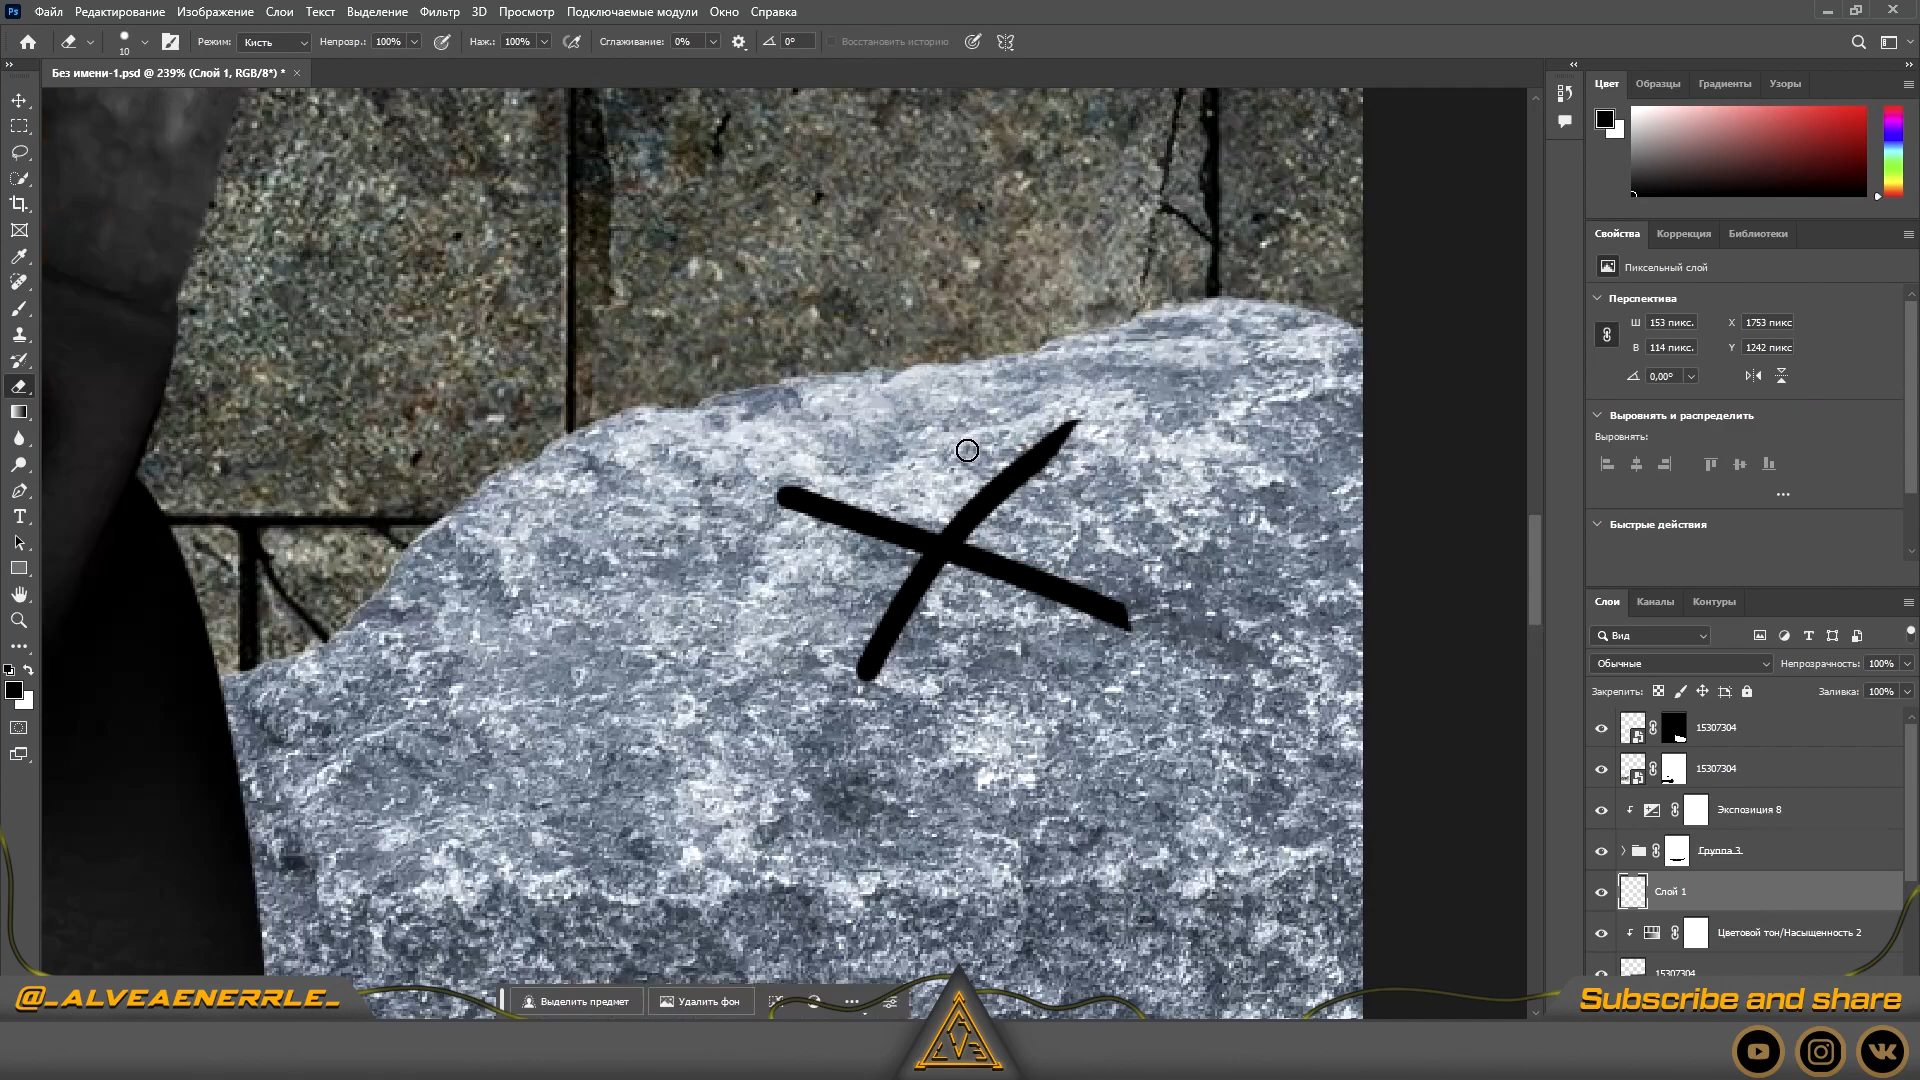 Ps Файл Редактирование Изображение Слои Текст Выделение Фильтр 3D Просмотр Подключаемые модули Окно Справка
10 Режим: Кисть Непрозр.: 100% Наж.: 100% Сглаживание: 0% 0° Восстановить историю
Без имени-1.psd @ 239% (Слой 1, RGB/8*) * ×
Цвет Образцы Градиенты Узоры
Свойства Коррекция Библиотеки
Пиксельный слой
Перспектива
Ш 153 пикс. X 1753 пикс
В 114 пикс. Y 1242 пикс
0,00°
Выровнять и распределить
Выровнять:
Быстрые действия
Слои Каналы Контуры
Вид
Обычные Непрозрачность: 100%
Закрепить: Заливка: 100%
15307304
15307304
Экспозиция 8
Группа 3
Слой 1
Цветовой тон/Насыщенность 2
15307304
Выделить предмет Удалить фон
@_ALVEAENERRLE_
Subscribe and share